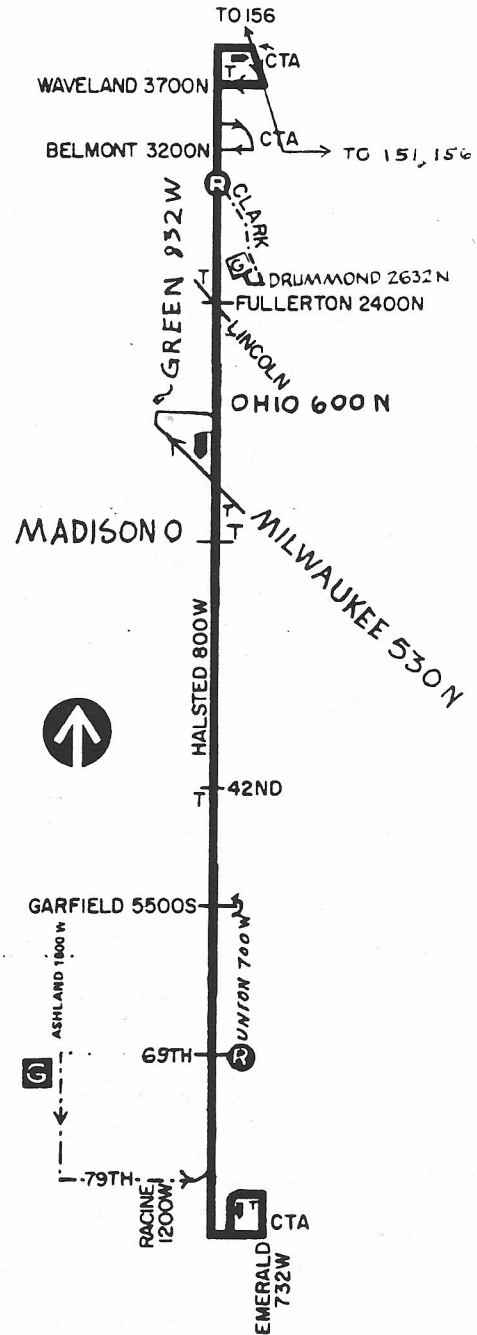 TO 156
CTA
T
WAVELAND 3700N
CTA
BELMONT 3200N
TO 151, 156
R
CLARK
GREEN 932W
G
DRUMMOND 2632N
T
FULLERTON 2400N
LINCOLN
OHIO 600 N
T
T
MADISON 0
T
MILWAUKEE 530N
HALSTED 800W
42ND
T
GARFIELD 5500S
UNION 700W
ASHLAND 1600 W
69TH
R
G
79TH
RACINE
1200W
T
CTA
EMERALD
732W